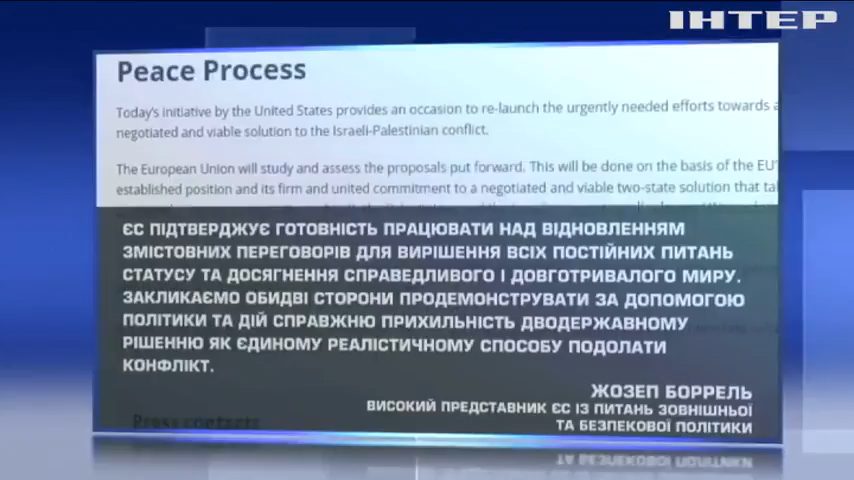 ІНТЕР
Peace Process
Today's initiative by the United States provides an occasion to re-launch the urgently needed efforts towards a
negotiated and viable solution to the Israeli-Palestinian conflict.
The European Union will study and assess the proposals put forward. This will be done on the basis of the EU'
established position and its firm and united commitment to a negotiated and viable two-state solution that ta
ЄС ПІДТВЕРДЖУЄ ГОТОВНІСТЬ ПРАЦЮВАТИ НАД ВІДНОВЛЕННЯМ
ЗМІСТОВНИХ ПЕРЕГОВОРІВ ДЛЯ ВИРІШЕННЯ ВСІХ ПОСТІЙНИХ ПИТАНЬ
СТАТУСУ ТА ДОСЯГНЕННЯ СПРАВЕДЛИВОГО І ДОВГОТРИВАЛОГО МИРУ.
ЗАКЛИКАЄМО ОБИДВІ СТОРОНИ ПРОДЕМОНСТРУВАТИ ЗА ДОПОМОГОЮ
ПОЛІТИКИ ТА ДІЙ СПРАВЖНЮ ПРИХИЛЬНІСТЬ ДВОДЕРЖАВНОМУ
РІШЕННЮ ЯК ЄДИНОМУ РЕАЛІСТИЧНОМУ СПОСОБУ ПОДОЛАТИ
КОНФЛІКТ.
Press contacts
ЖОЗЕП БОРРЕЛЬ
ВИСОКИЙ ПРЕДСТАВНИК ЄС ІЗ ПИТАНЬ ЗОВНІШНЬОЇ
ТА БЕЗПЕКОВОЇ ПОЛІТИКИ